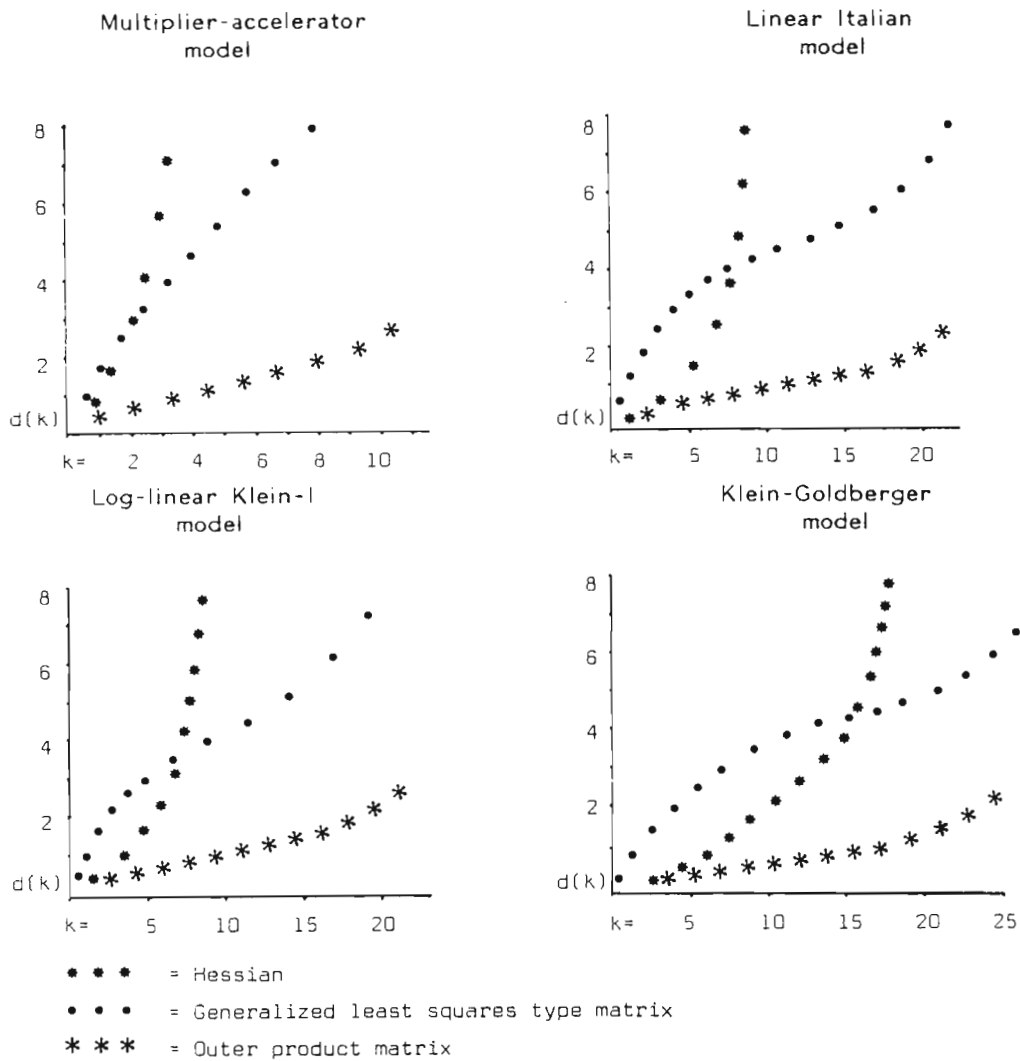 Multiplier-accelerator
model
8
6
4
2
d(k)
k= 2 4 6 8 10
Linear Italian
model
8
6
4
2
d(k)
k= 5 10 15 20
Log-linear Klein-I
model
8
6
4
2
d(k)
k= 5 10 15 20
Klein-Goldberger
model
8
6
4
2
d(k)
k= 5 10 15 20 25
= Hessian
= Generalized least squares type matrix
= Outer product matrix